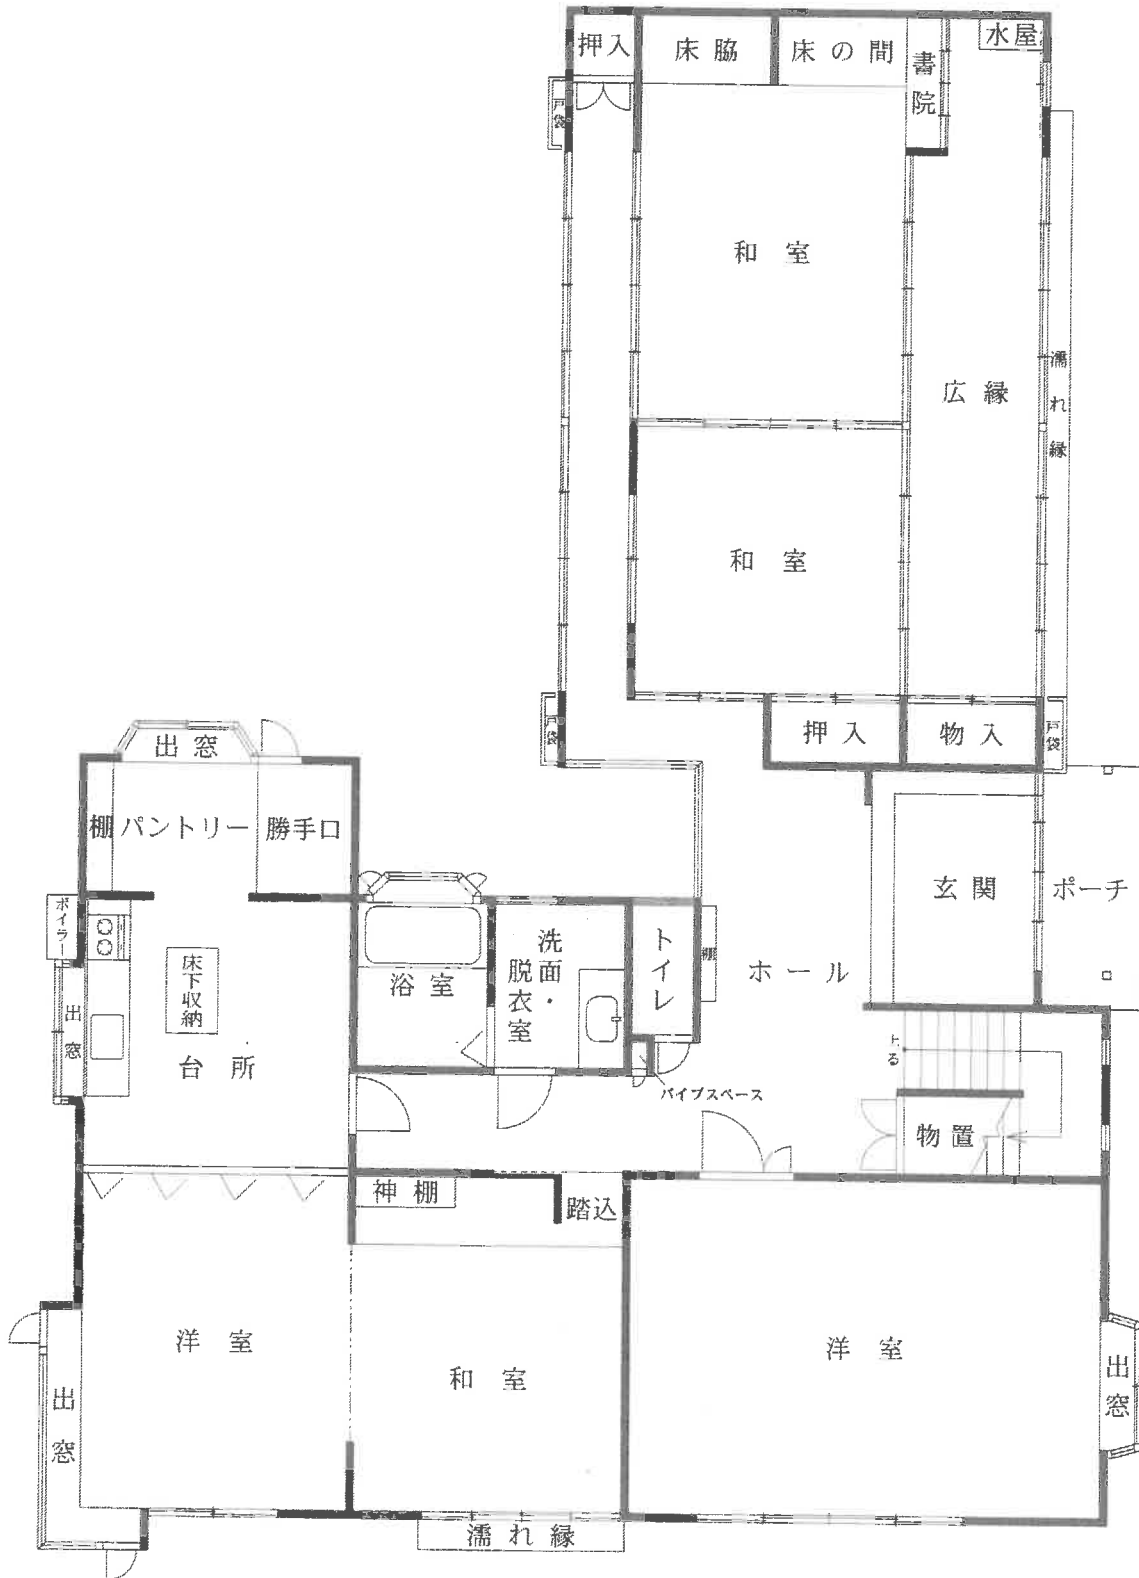 押入
床脇
床の間
書院
水屋
戸袋
和室
広縁
濡れ縁
和室
戸袋
押入
物入
戸袋
出窓
棚
パントリー
勝手口
玄関
ポーチ
ボイラー
床下収納
浴室
洗面・
脱衣室
トイレ
棚
ホール
出窓
台所
上る
パイプスペース
物置
神棚
踏込
洋室
和室
洋室
出窓
出窓
濡れ縁